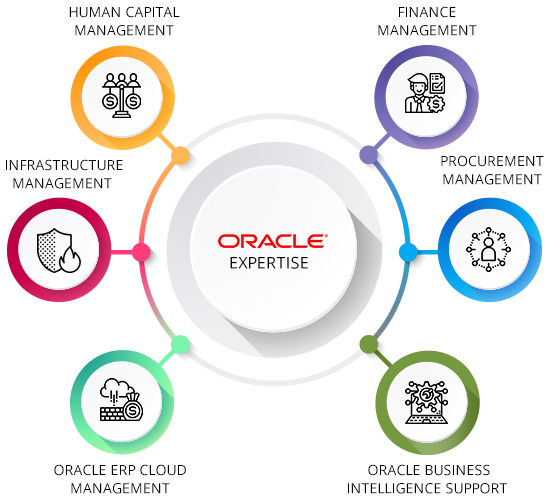 HUMAN CAPITAL
MANAGEMENT
FINANCE
MANAGEMENT
INFRASTRUCTURE
MANAGEMENT
PROCUREMENT
MANAGEMENT
ORACLE®
EXPERTISE
ORACLE ERP CLOUD
MANAGEMENT
ORACLE BUSINESS
INTELLIGENCE SUPPORT